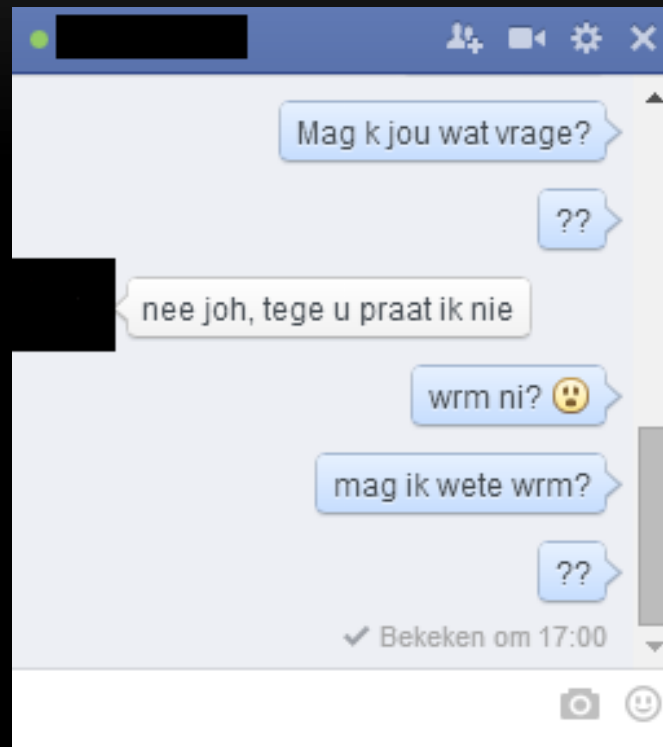 Mag k jou wat vrage?
??
nee joh, tege u praat ik nie
wrm ni? 😮
mag ik wete wrm?
??
Bekeken om 17:00